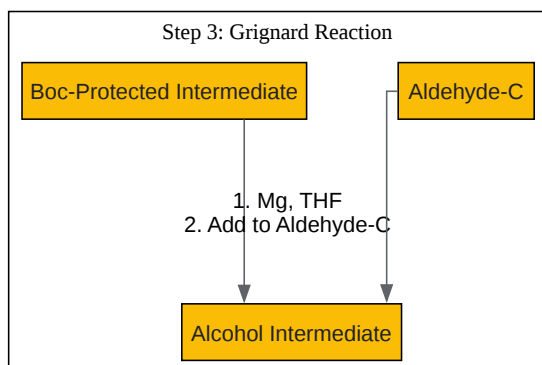 Step 3: Grignard Reaction
Boc-Protected Intermediate
Aldehyde-C
1. Mg, THF
2. Add to Aldehyde-C
Alcohol Intermediate